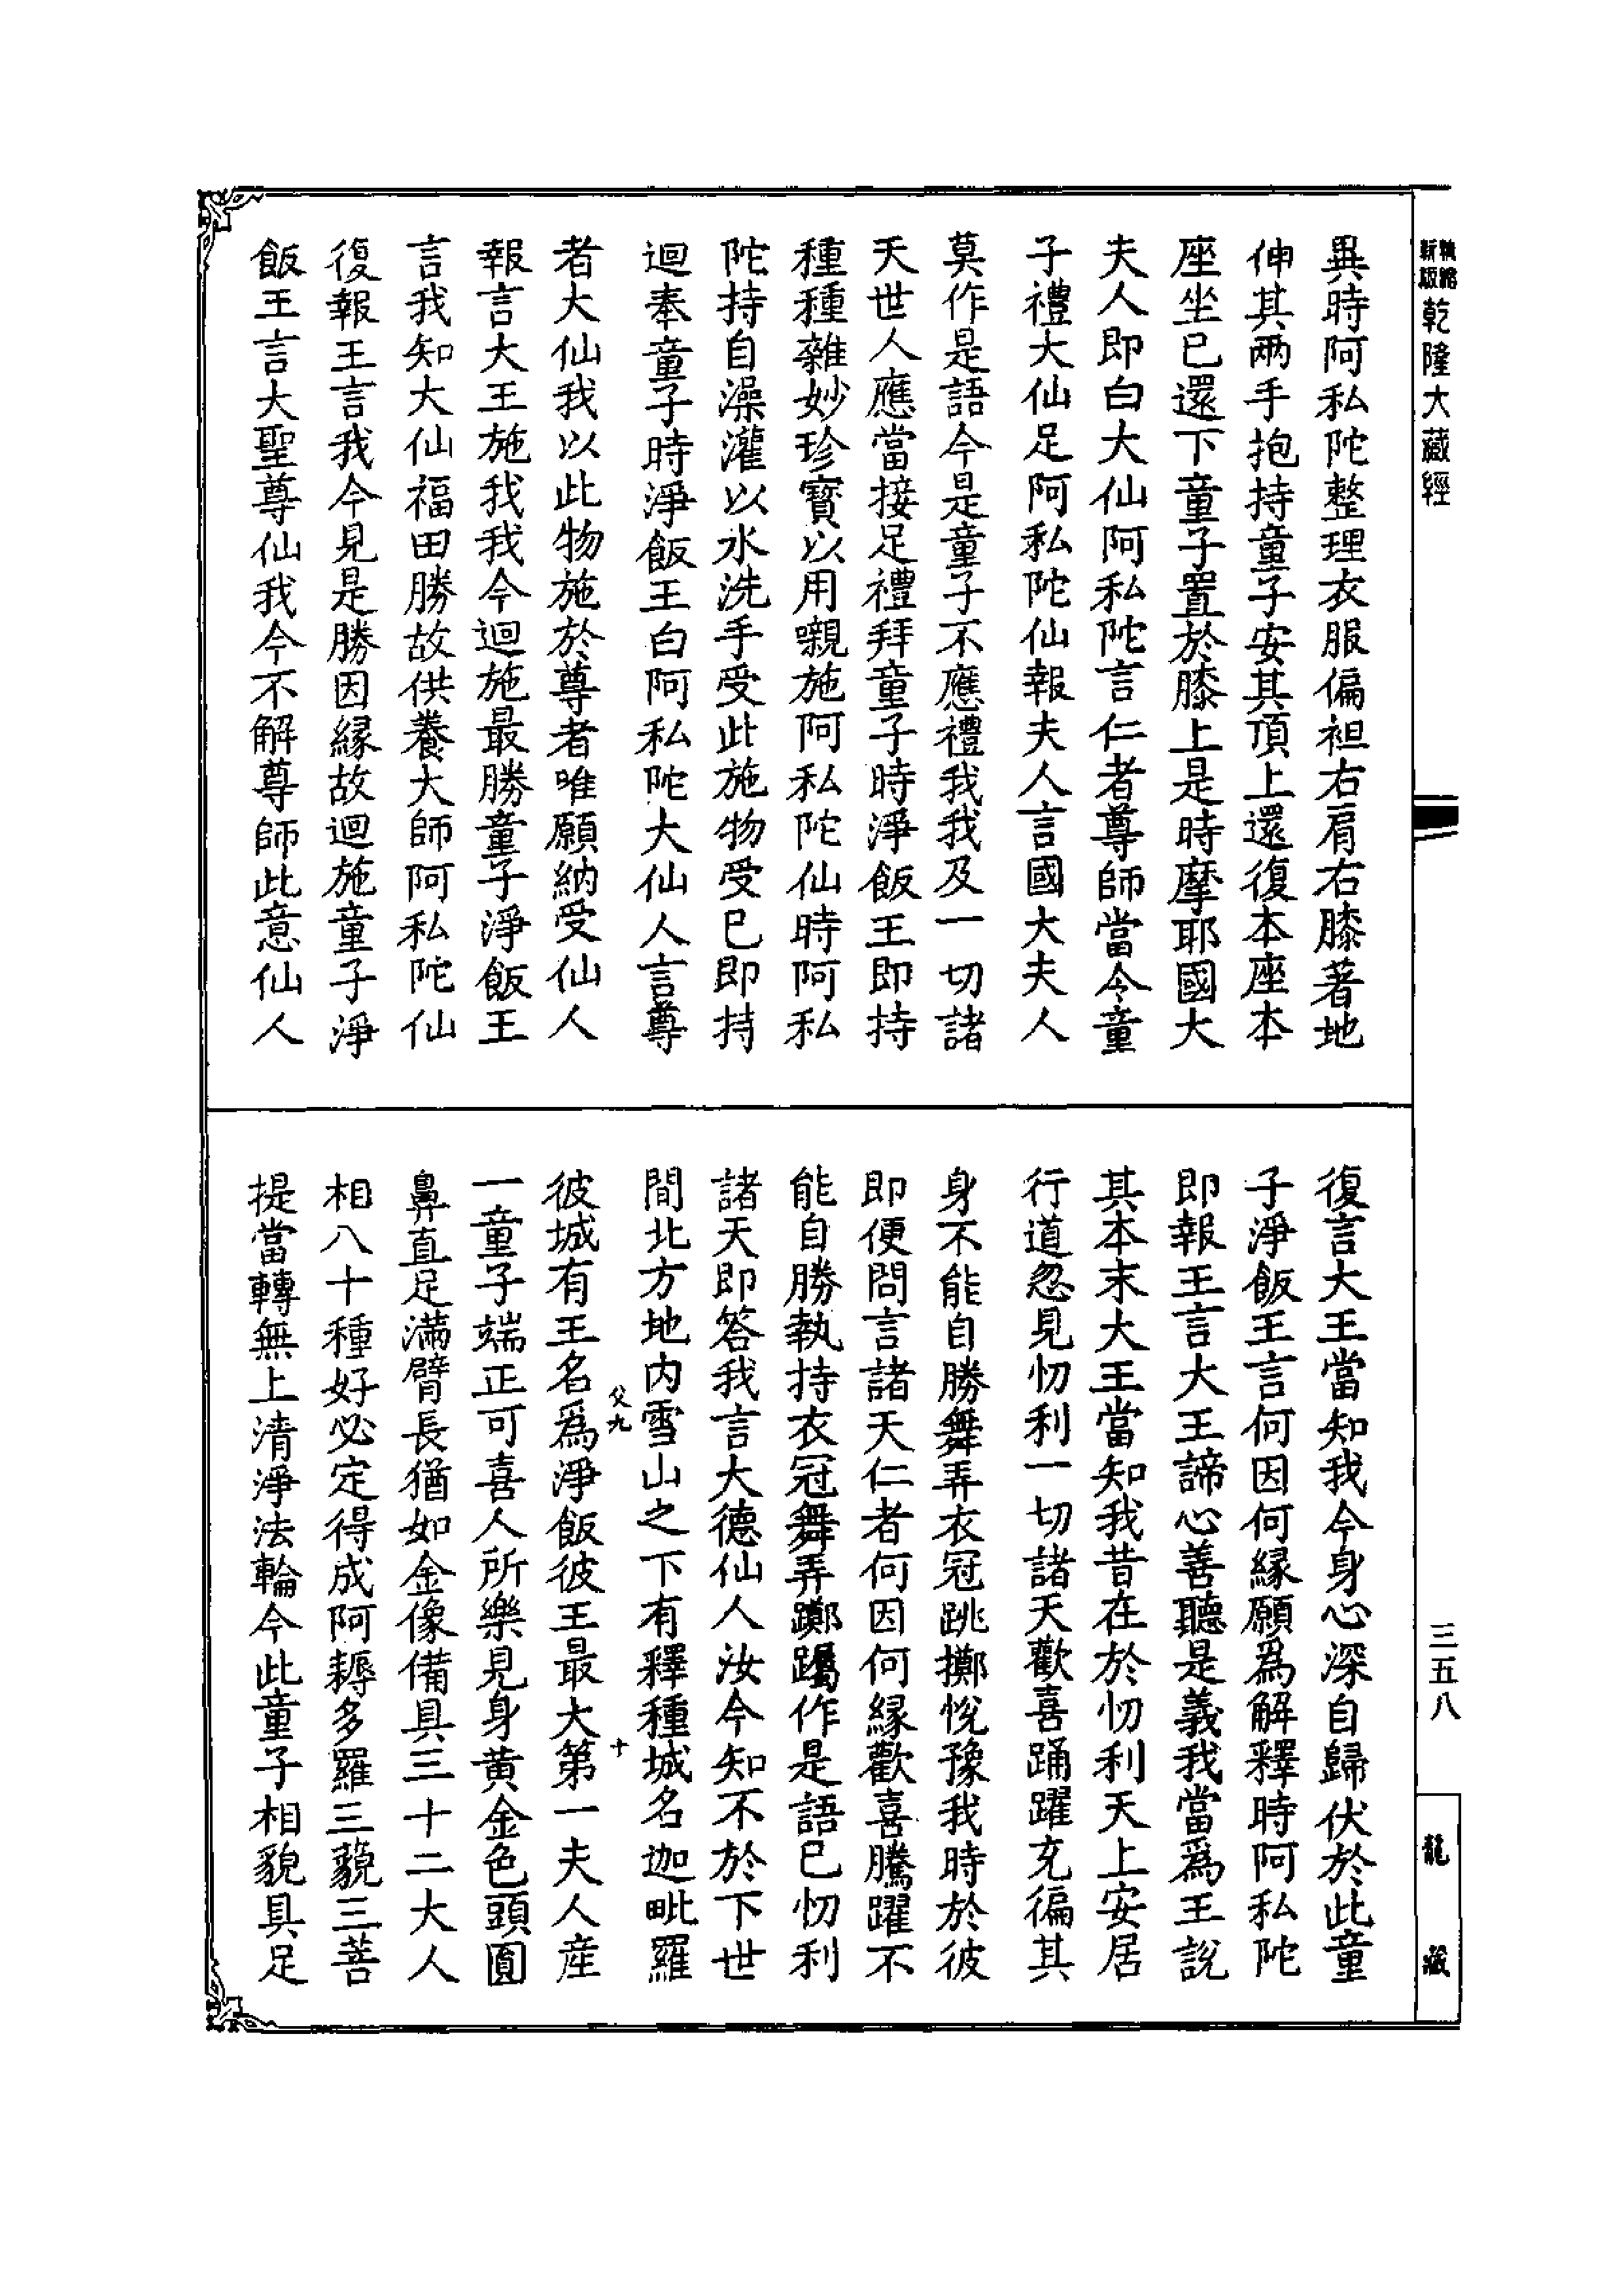 新版
精縮
乾隆大藏經
異時阿私陀整理衣服偏袒右肩右膝著地
伸其兩手抱持童子安其頂上還復本座本
座坐已還下童子置於膝上是時摩耶國大
夫人即白大仙阿私陀言仁者尊師當令童
子禮大仙足阿私陀仙報夫人言國大夫人
莫作是語今是童子不應禮我我及一切諸
天世人應當接足禮拜童子時淨飯王即持
種種雜妙珍寶以用嚫施阿私陀仙時阿私
陀持自澡灌以水洗手受此施物受已即持
迴奉童子時淨飯王白阿私陀大仙人言尊
者大仙我以此物施於尊者唯願納受仙人
報言大王施我我今迴施最勝童子淨飯王
言我知大仙福田勝故供養大師阿私陀仙
復報王言我今見是勝因緣故迴施童子淨
飯王言大聖尊仙我今不解尊師此意仙人
復言大王當知我今身心深自歸伏於此童
子淨飯王言何因何緣願為解釋時阿私陀
即報王言大王諦心善聽是義我當為王說
其本末大王當知我昔在於忉利天上安居
行道忽見忉利一切諸天歡喜踊躍充徧其
身不能自勝舞弄衣冠跳擲悅豫我時於彼
即便問言諸天仁者何因何緣歡喜騰躍不
能自勝執持衣冠舞弄躑躅作是語已忉利
諸天即答我言大德仙人汝今知不於下世
間北方地内雪山之下有釋種城名迦毗羅
父九
十
彼城有王名爲淨飯彼王最大第一夫人産
一童子端正可喜人所樂見身黄金色頭圓
鼻直足滿臂長猶如金像備具三十二大人
相八十種好必定得成阿耨多羅三藐三菩
提當轉無上清淨法輪今此童子相貌具足
三五八
龍藏